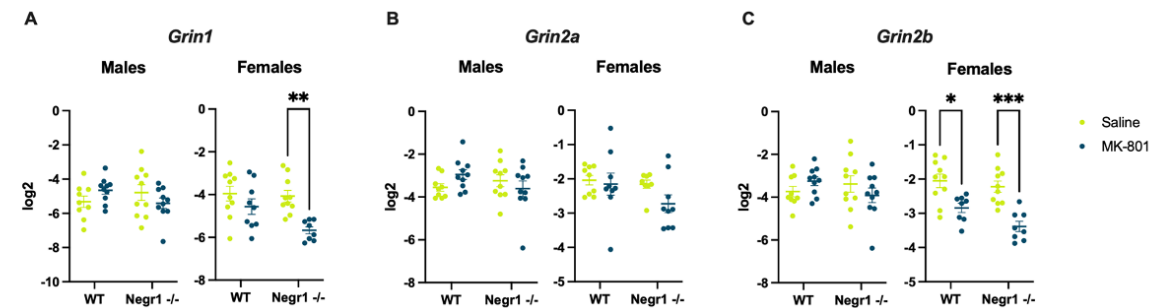 A
Grin1
Males
Females
**
log2
0
-2
-4
-6
-8
-10
0
-2
-4
-6
-8
WT
Negr1 -/-
WT
Negr1 -/-
B
Grin2a
Males
Females
log2
0
-2
-4
-6
-8
0
-1
-2
-3
-4
-5
WT
Negr1 -/-
WT
Negr1 -/-
C
Grin2b
Males
Females
*
***
log2
0
-2
-4
-6
-8
0
-1
-2
-3
-4
-5
WT
Negr1 -/-
WT
Negr1 -/-
Saline
MK-801